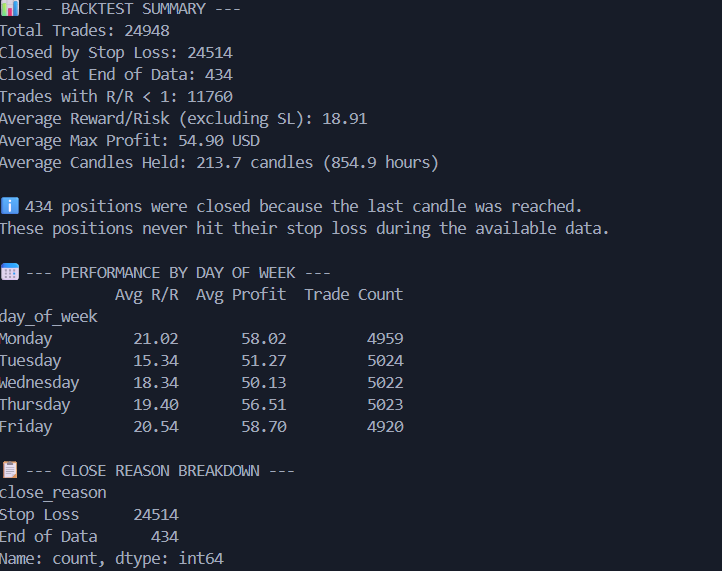 📊 --- BACKTEST SUMMARY ---
Total Trades: 24948
Closed by Stop Loss: 24514
Closed at End of Data: 434
Trades with R/R < 1: 11760
Average Reward/Risk (excluding SL): 18.91
Average Max Profit: 54.90 USD
Average Candles Held: 213.7 candles (854.9 hours)
ℹ️ 434 positions were closed because the last candle was reached.
These positions never hit their stop loss during the available data.
📅 --- PERFORMANCE BY DAY OF WEEK ---
Avg R/R  Avg Profit  Trade Count
day_of_week
Monday 21.02 58.02 4959
Tuesday 15.34 51.27 5024
Wednesday 18.34 50.13 5022
Thursday 19.40 56.51 5023
Friday 20.54 58.70 4920
📋 --- CLOSE REASON BREAKDOWN ---
close_reason
Stop Loss 24514
End of Data 434
Name: count, dtype: int64